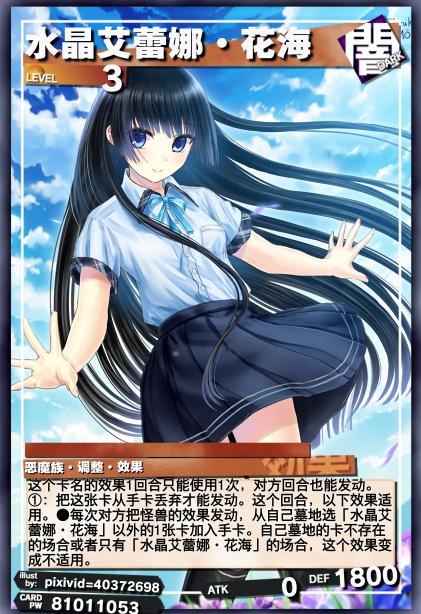 水晶艾蕾娜・花海
闇
DARK
LEVEL
3
恶魔族・调整・效果
这个卡名的效果1回合只能使用1次，对方回合也能发动。
①：把这张卡从手卡丢弃才能发动。这个回合，以下效果适
用。●每次对方把怪兽的效果发动，从自己墓地选「水晶艾
蕾娜・花海」以外的1张卡加入手卡。自己墓地的卡不存在
的场合或者只有「水晶艾蕾娜・花海」的场合，这个效果变
成不适用。
illust by: pixivid=40372698
CARD PW 81011053
ATK 0 DEF 1800